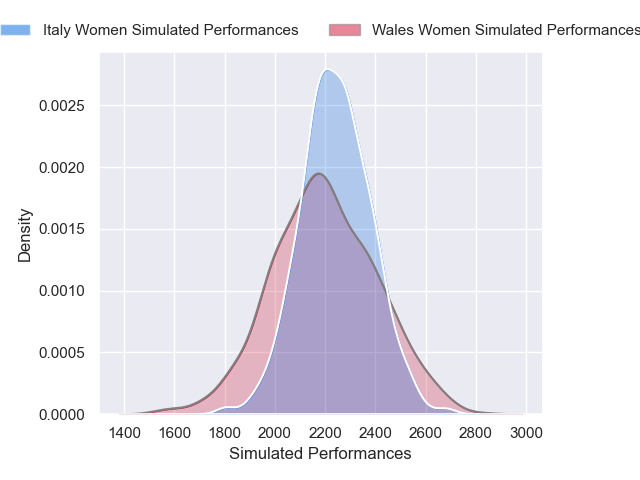 Italy Women Simulated Performances Wales Women Simulated Performances
0.0025
0.0020
0.0015
0.0010
0.0005
0.0000
Density
1400 1600 1800 2000 2200 2400 2600 2800 3000
Simulated Performances